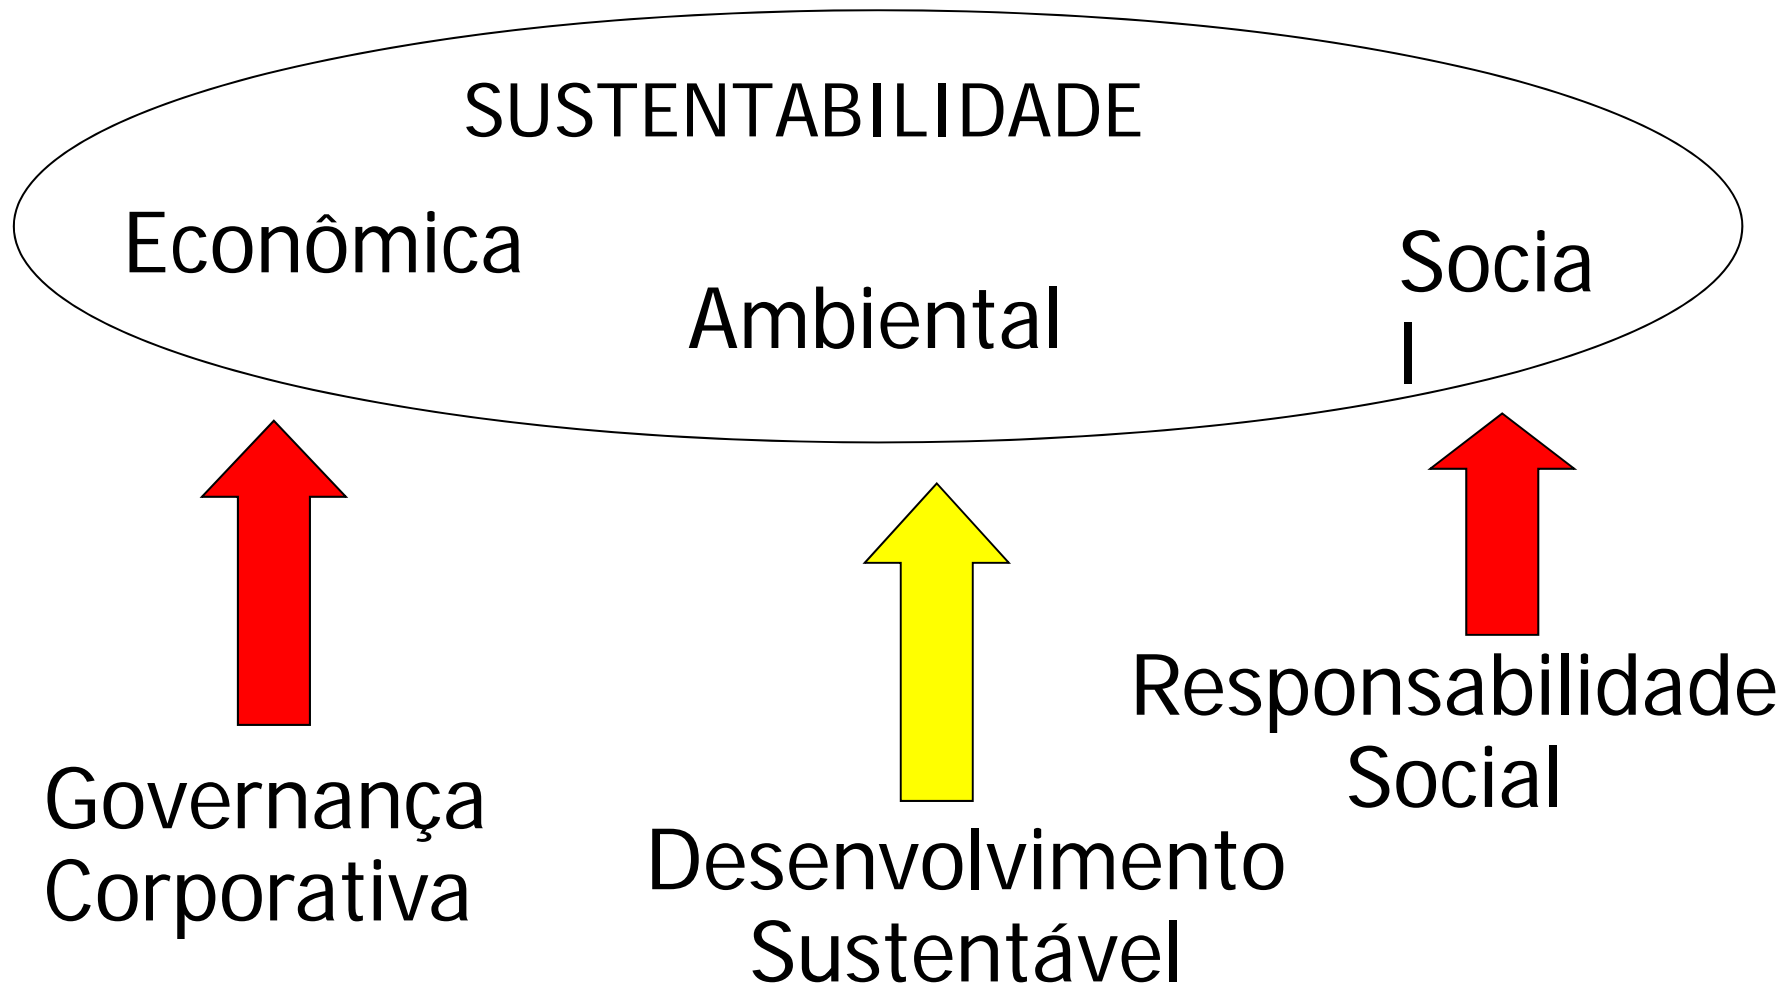 SUSTENTABILIDADE
Econômica
Ambiental
Socia
l
Governança
Corporativa
Desenvolvimento
Sustentável
Responsabilidade
Social